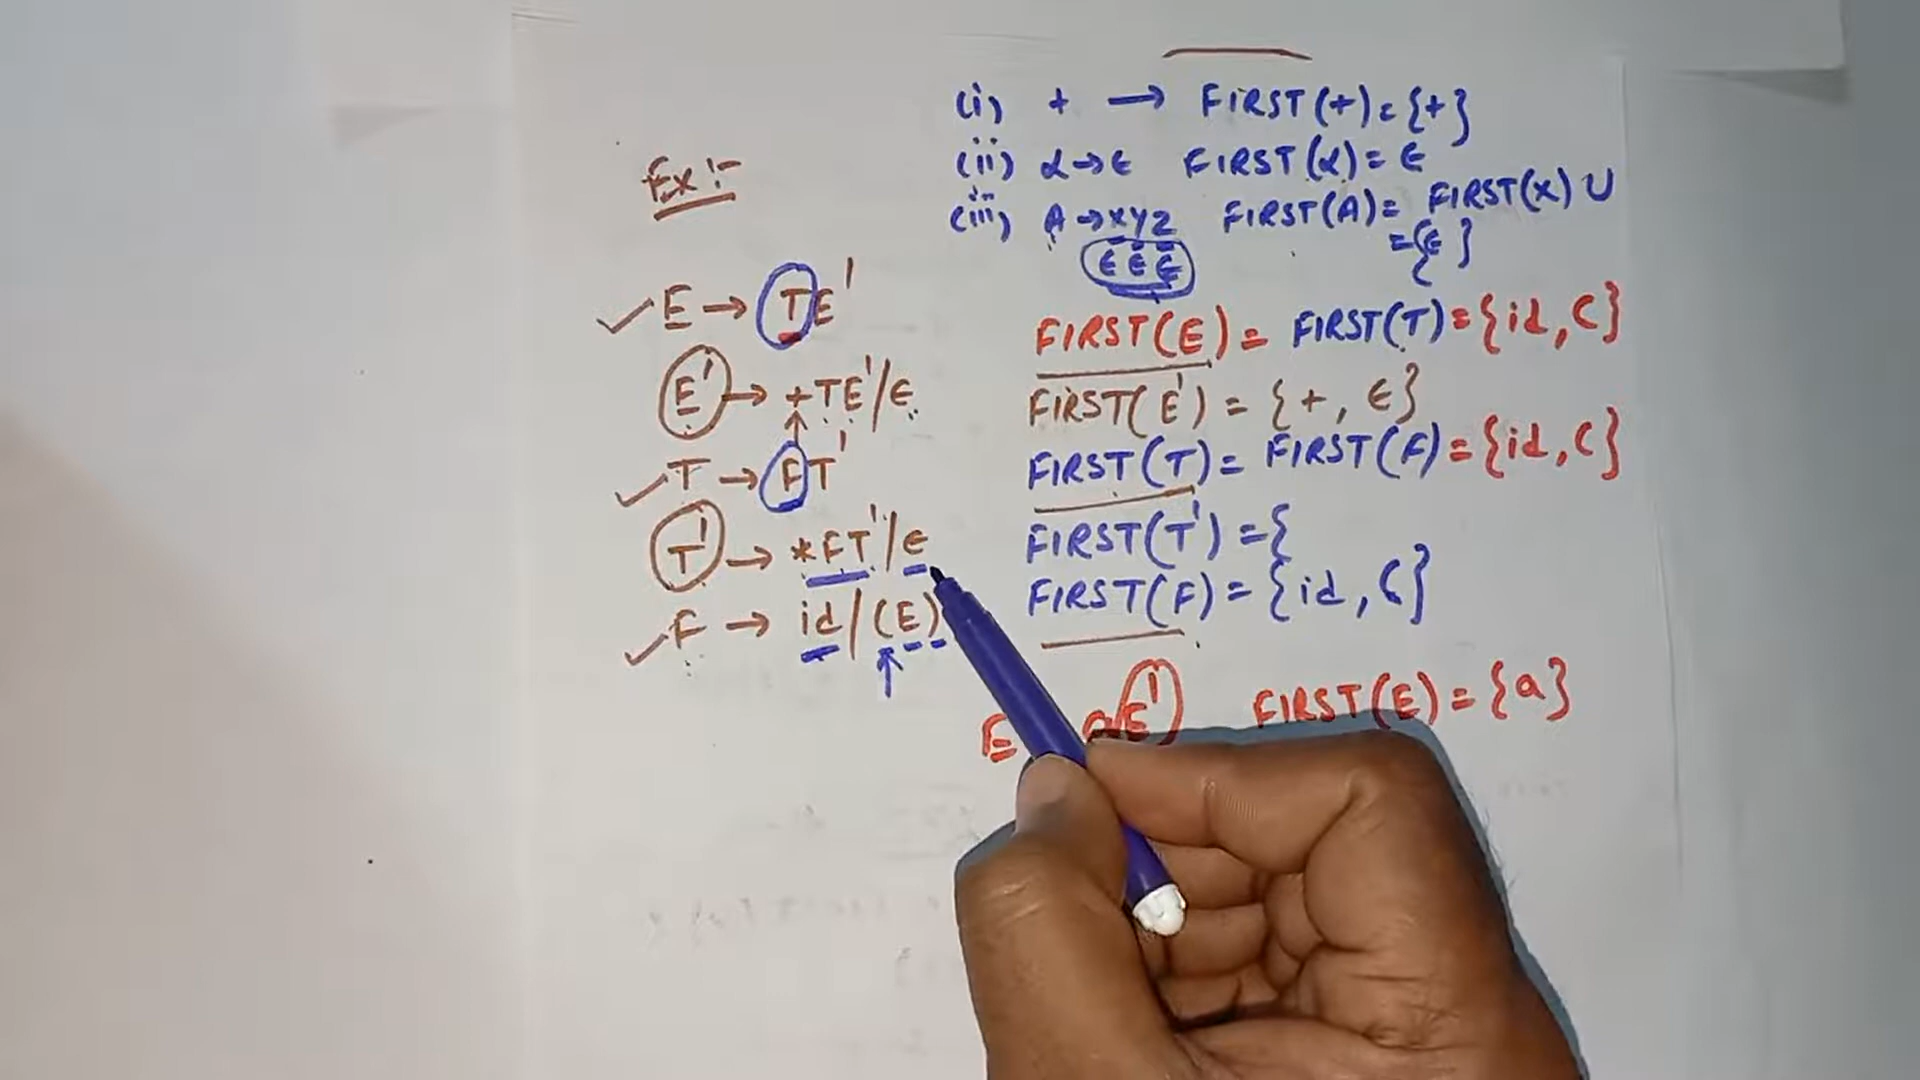 (i) + → FIRST(+) = {+}
(ii) α → ϵ FIRST(α) = ϵ
(iii) A → XYZ FIRST(A) = FIRST(X) ∪
= {ϵ}
ϵ ϵ ϵ
Ex:-
E → TE'
E' → +TE'/ϵ
T → FT'
T' → *FT'/ϵ
F → id/(E)
FIRST(E) = FIRST(T) = {id, (}
FIRST(E') = {+, ϵ}
FIRST(T) = FIRST(F) = {id, (}
FIRST(T') = {
FIRST(F) = {id, (}
E aE' FIRST(E) = {a}